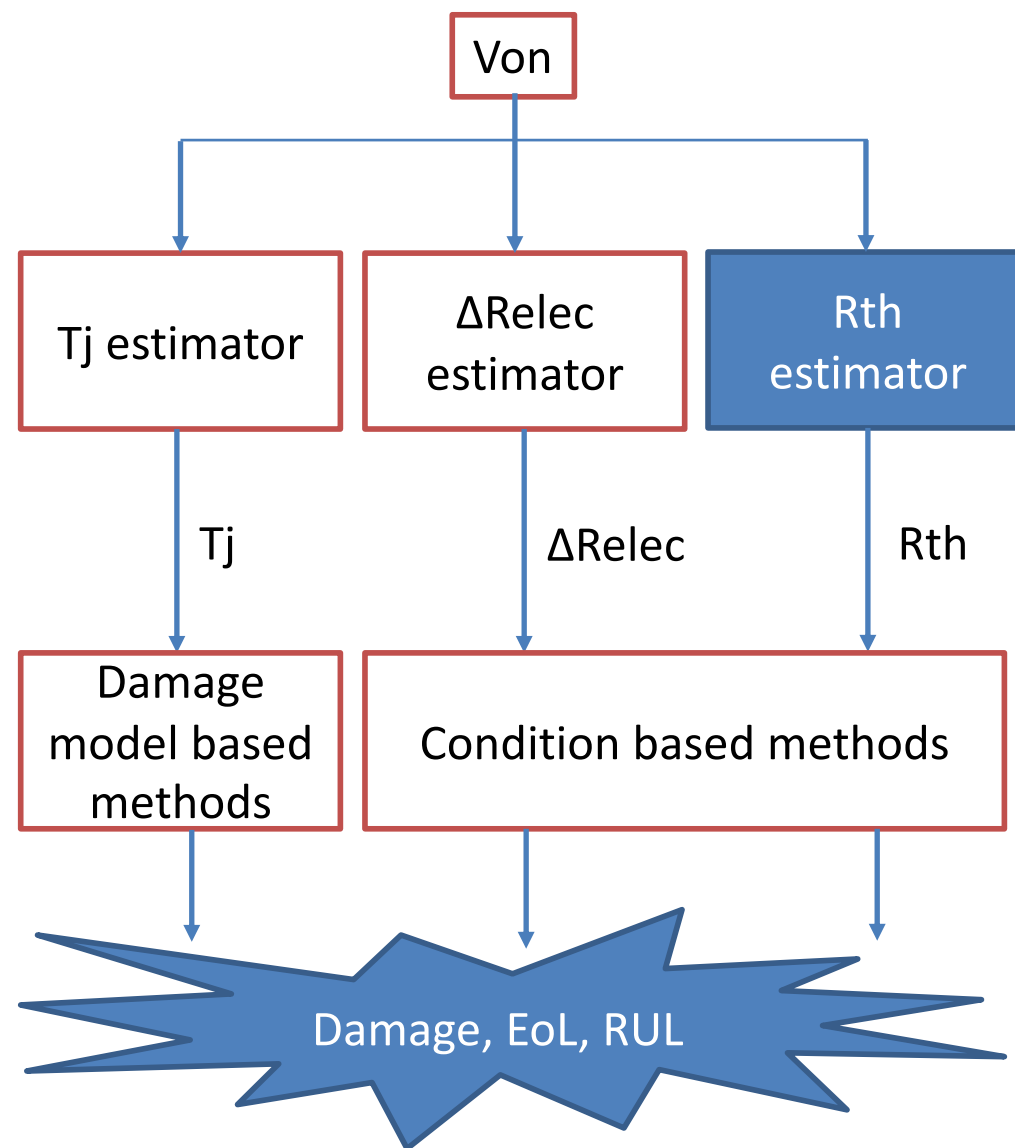 Von
Tj estimator
ΔRelec
estimator
Rth
estimator
Tj
ΔRelec
Rth
Damage
model based
methods
Condition based methods
Damage, EoL, RUL